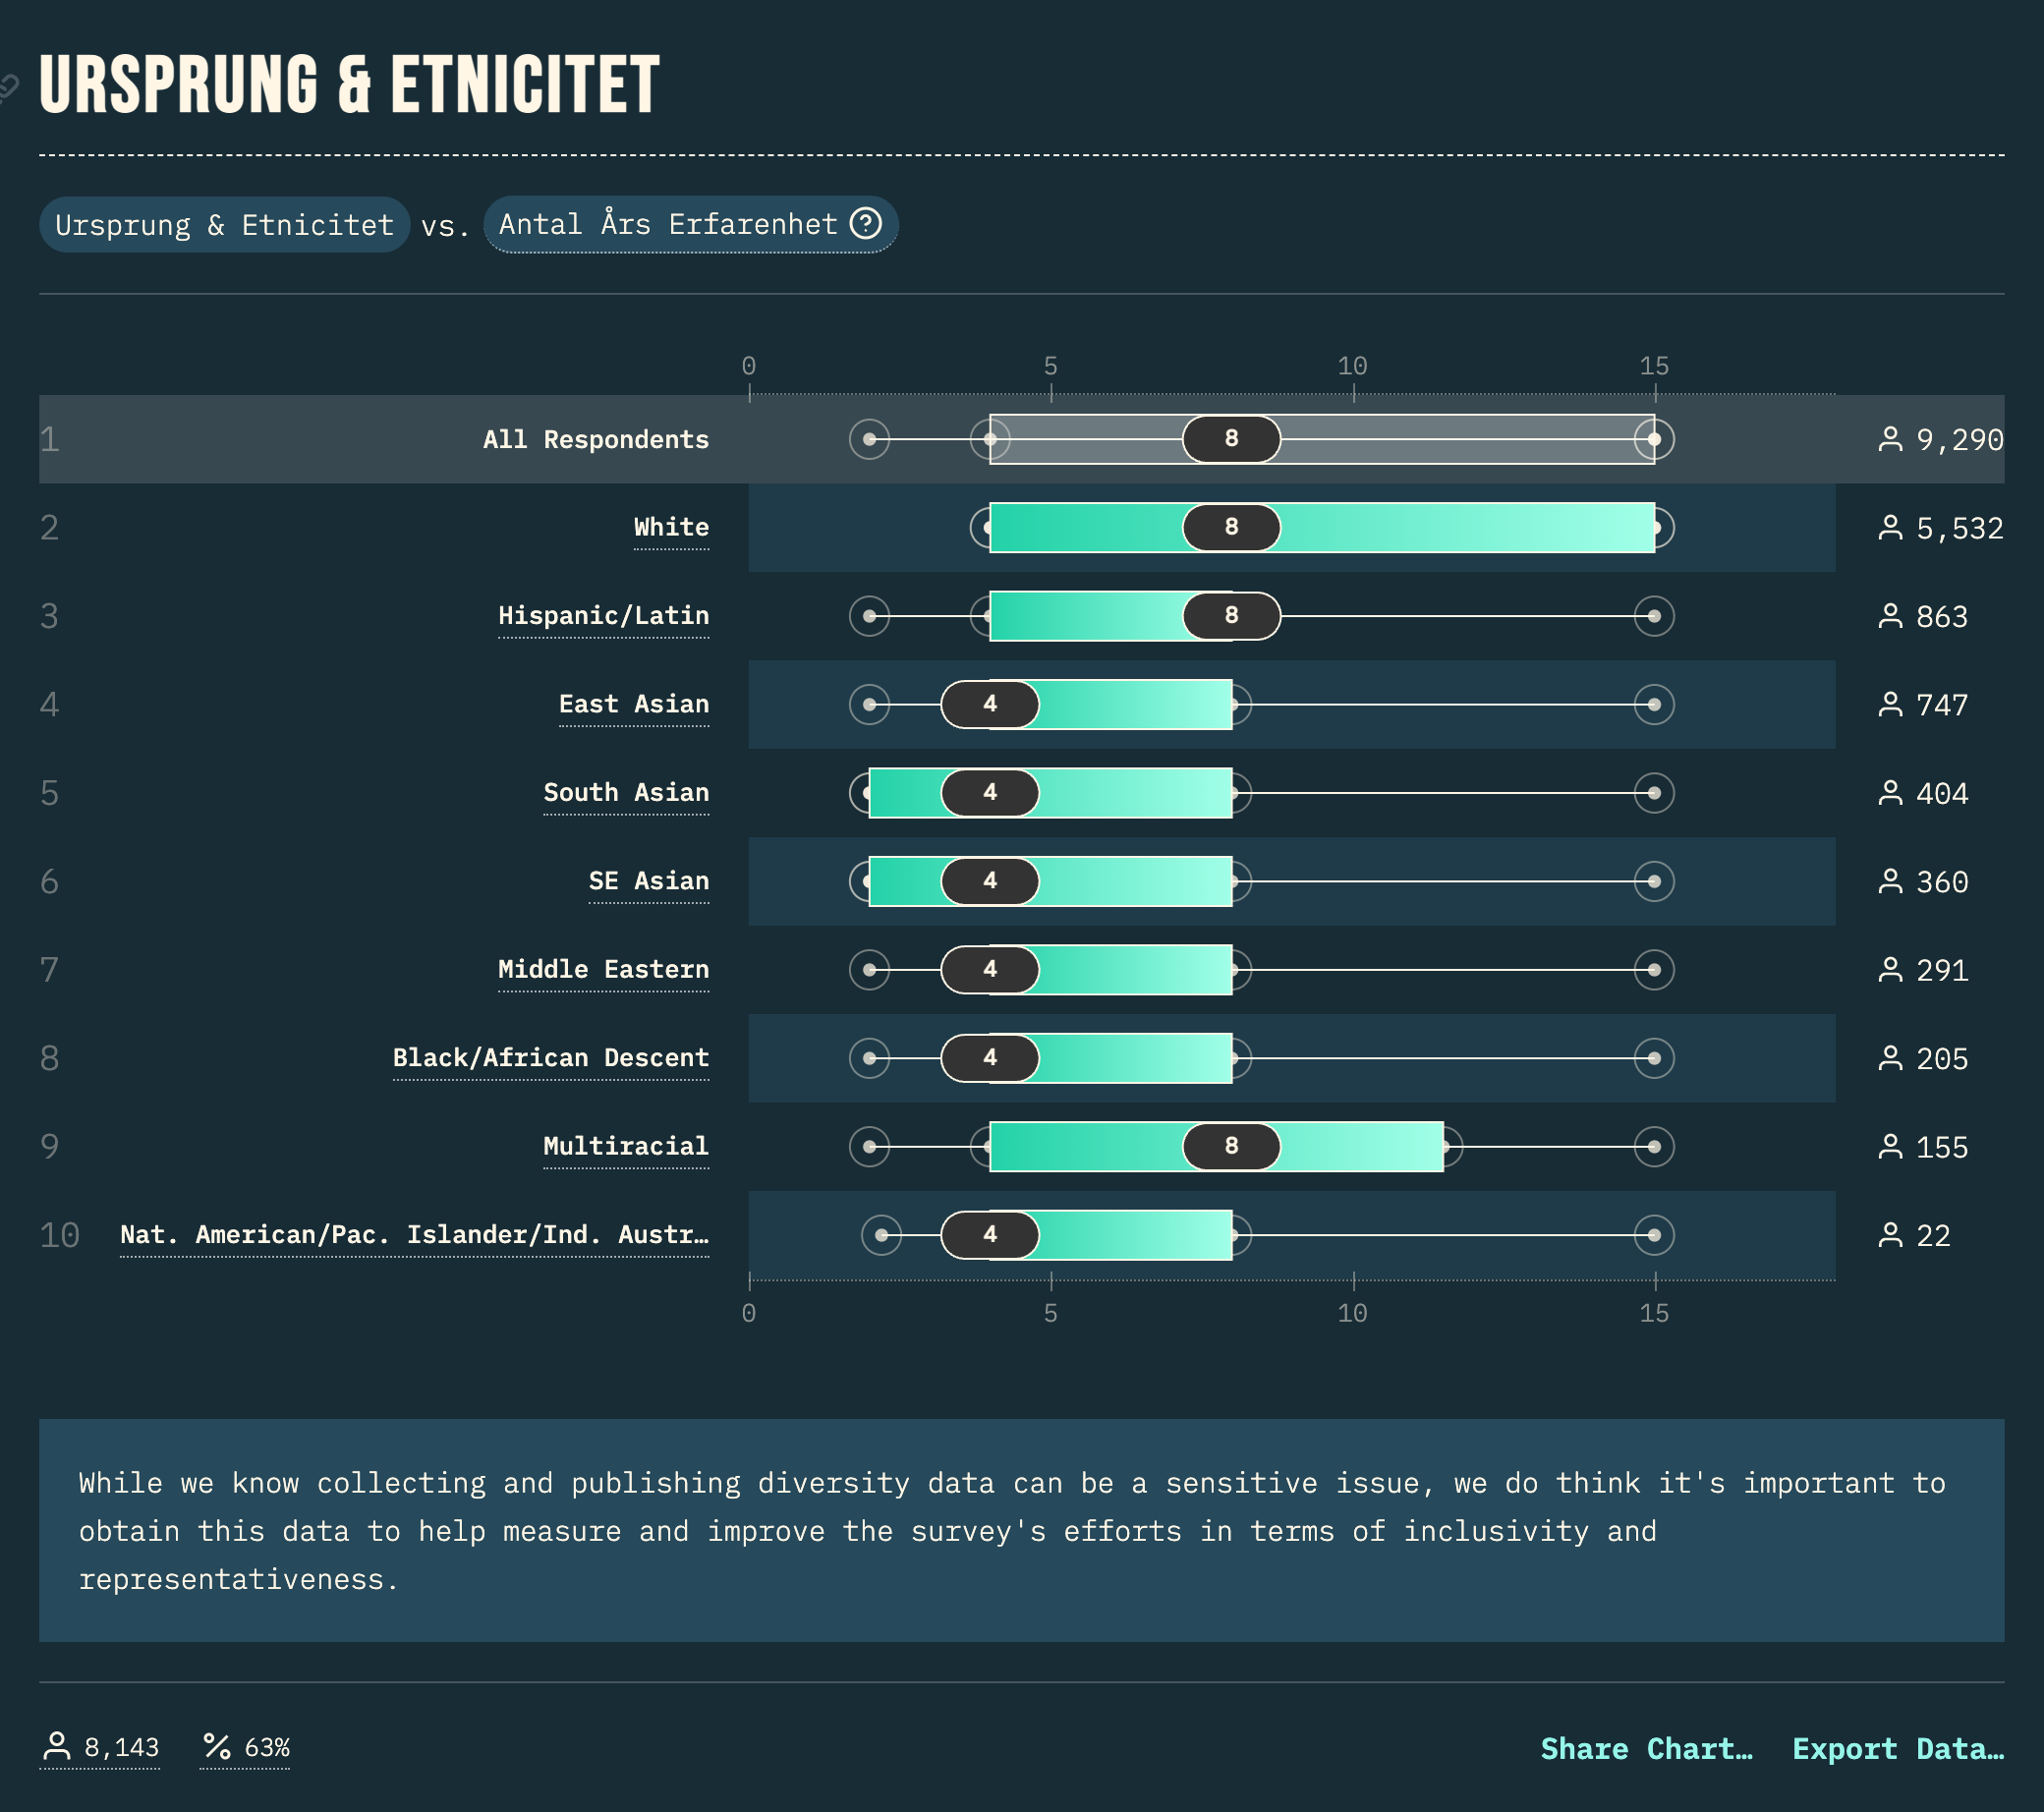 URSPRUNG & ETNICITET
Ursprung & Etnicitet vs. Antal Års Erfarenhet ?
0 5 10 15
1 All Respondents 8 9,290
2 White 8 5,532
3 Hispanic/Latin 8 863
4 East Asian 4 747
5 South Asian 4 404
6 SE Asian 4 360
7 Middle Eastern 4 291
8 Black/African Descent 4 205
9 Multiracial 8 155
10 Nat. American/Pac. Islander/Ind. Austr… 4 22
0 5 10 15
While we know collecting and publishing diversity data can be a sensitive issue, we do think it's important to
obtain this data to help measure and improve the survey's efforts in terms of inclusivity and
representativeness.
8,143 % 63% Share Chart… Export Data…